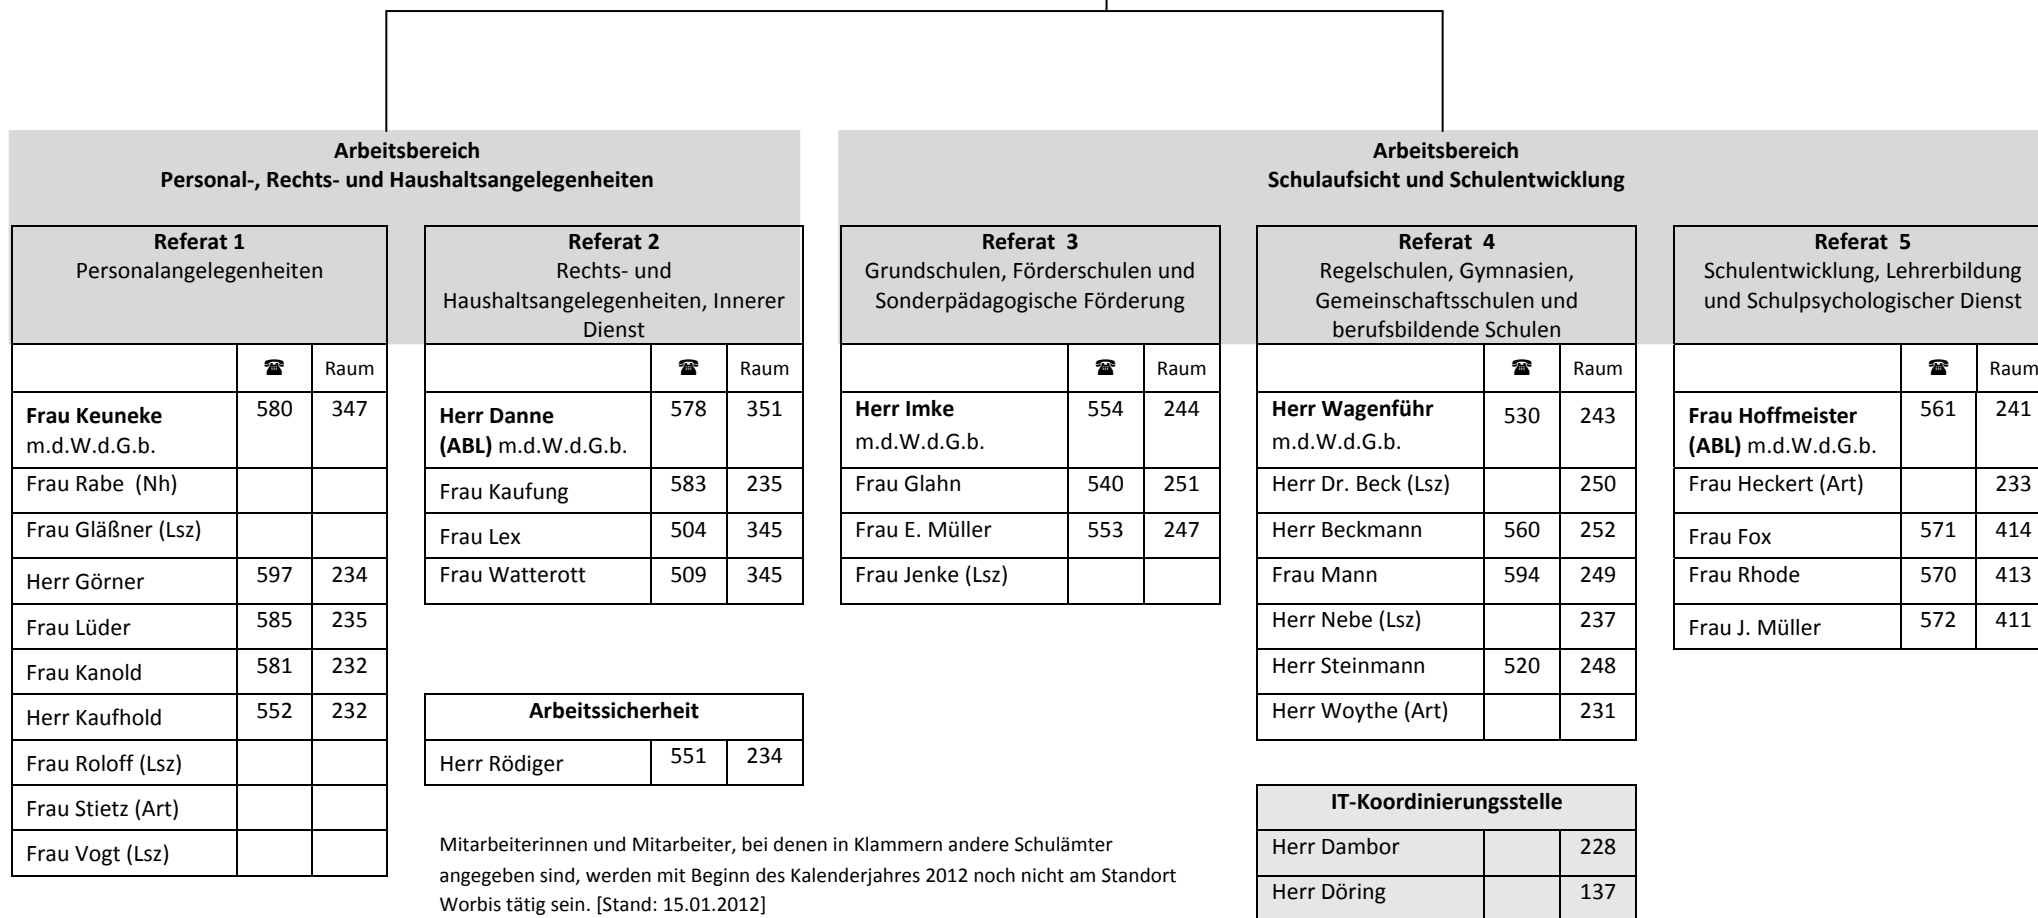 Arbeitsbereich
Personal-, Rechts- und Haushaltsangelegenheiten
Arbeitsbereich
Schulaufsicht und Schulentwicklung
Referat 1
Personalangelegenheiten
☎ Raum
Frau Keuneke 580 347
m.d.W.d.G.b.
Frau Rabe (Nh)
Frau Gläßner (Lsz)
Herr Görner 597 234
Frau Lüder 585 235
Frau Kanold 581 232
Herr Kaufhold 552 232
Frau Roloff (Lsz)
Frau Stietz (Art)
Frau Vogt (Lsz)
Referat 2
Rechts- und
Haushaltsangelegenheiten, Innerer
Dienst
☎ Raum
Herr Danne 578 351
(ABL) m.d.W.d.G.b.
Frau Kaufung 583 235
Frau Lex 504 345
Frau Watterott 509 345
Arbeitssicherheit
Herr Rödiger 551 234
Mitarbeiterinnen und Mitarbeiter, bei denen in Klammern andere Schulämter
angegeben sind, werden mit Beginn des Kalenderjahres 2012 noch nicht am Standort
Worbis tätig sein. [Stand: 15.01.2012]
Referat 3
Grundschulen, Förderschulen und
Sonderpädagogische Förderung
☎ Raum
Herr Imke 554 244
m.d.W.d.G.b.
Frau Glahn 540 251
Frau E. Müller 553 247
Frau Jenke (Lsz)
Referat 4
Regelschulen, Gymnasien,
Gemeinschaftsschulen und
berufsbildende Schulen
☎ Raum
Herr Wagenführ 530 243
m.d.W.d.G.b.
Herr Dr. Beck (Lsz) 250
Herr Beckmann 560 252
Frau Mann 594 249
Herr Nebe (Lsz) 237
Herr Steinmann 520 248
Herr Woythe (Art) 231
IT-Koordinierungsstelle
Herr Dambor 228
Herr Döring 137
Referat 5
Schulentwicklung, Lehrerbildung
und Schulpsychologischer Dienst
☎ Raum
Frau Hoffmeister 561 241
(ABL) m.d.W.d.G.b.
Frau Heckert (Art) 233
Frau Fox 571 414
Frau Rhode 570 413
Frau J. Müller 572 411